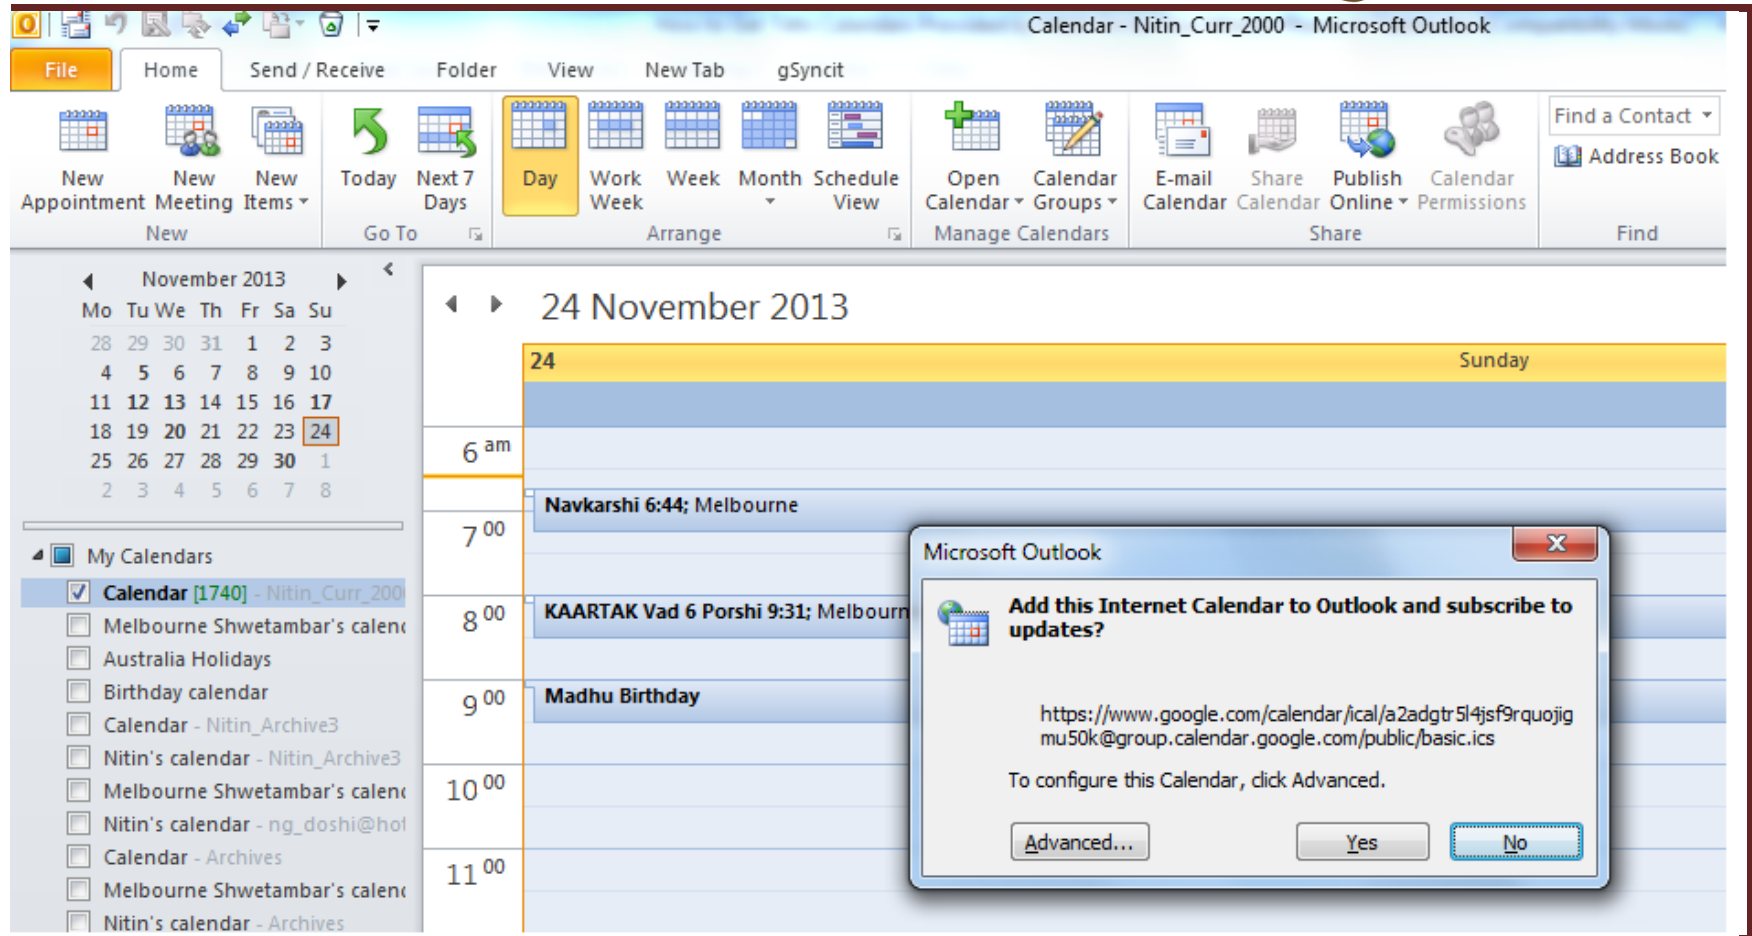 Calendar - Nitin_Curr_2000 - Microsoft Outlook
File Home Send / Receive Folder View New Tab gSyncit
New Appointment
New Meeting
New Items
Today
Next 7 Days
Day
Work Week
Week
Month
Schedule View
Open Calendar
Calendar Groups
E-mail Calendar
Share Calendar
Publish Online
Calendar Permissions
Find a Contact
Address Book
New Go To Arrange Manage Calendars Share Find
November 2013
Mo Tu We Th Fr Sa Su
28 29 30 31 1 2 3
4 5 6 7 8 9 10
11 12 13 14 15 16 17
18 19 20 21 22 23 24
25 26 27 28 29 30 1
2 3 4 5 6 7 8
My Calendars
Calendar [1740] - Nitin_Curr_200
Melbourne Shwetambar's calen
Australia Holidays
Birthday calendar
Calendar - Nitin_Archive3
Nitin's calendar - Nitin_Archive3
Melbourne Shwetambar's calen
Nitin's calendar - ng_doshi@hot
Calendar - Archives
Melbourne Shwetambar's calen
Nitin's calendar - Archives
24 November 2013
24 Sunday
6 am
Navkarshi 6:44; Melbourne
7 00
8 00
KAARTAK Vad 6 Porshi 9:31; Melbourn
9 00
Madhu Birthday
10 00
11 00
Microsoft Outlook
Add this Internet Calendar to Outlook and subscribe to
updates?
https://www.google.com/calendar/ical/a2adgtr5l4jsf9rquojig
mu50k@group.calendar.google.com/public/basic.ics
To configure this Calendar, click Advanced.
Advanced... Yes No